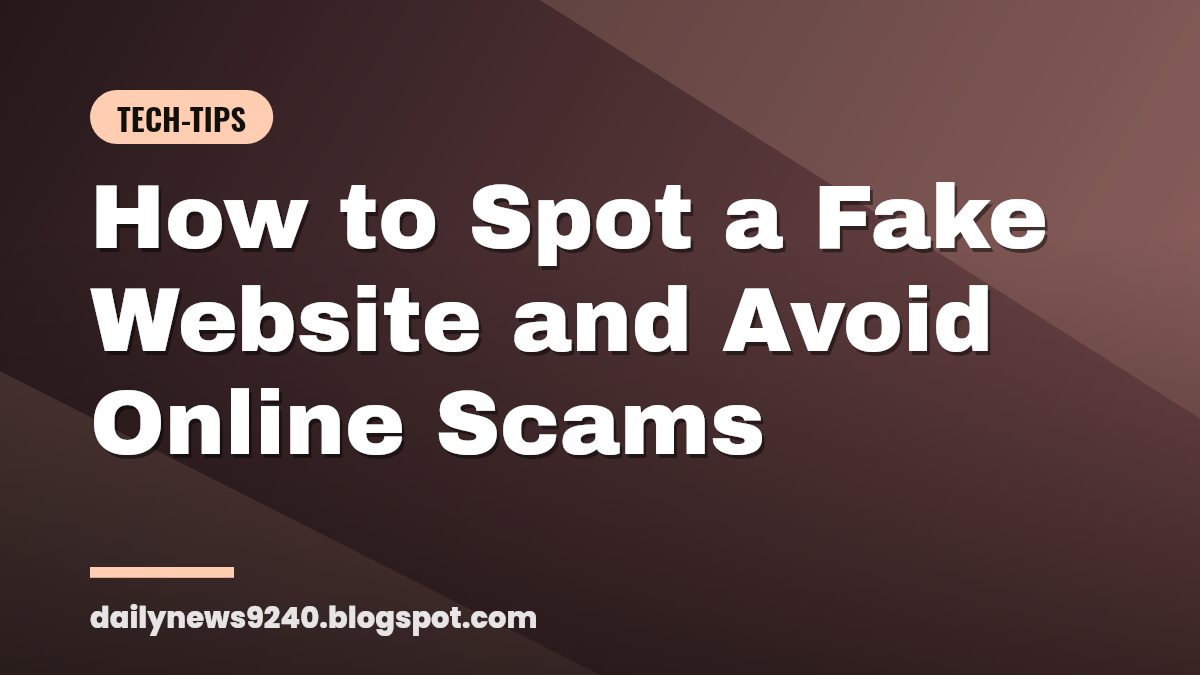 TECH-TIPS
How to Spot a Fake
Website and Avoid
Online Scams
dailynews9240.blogspot.com